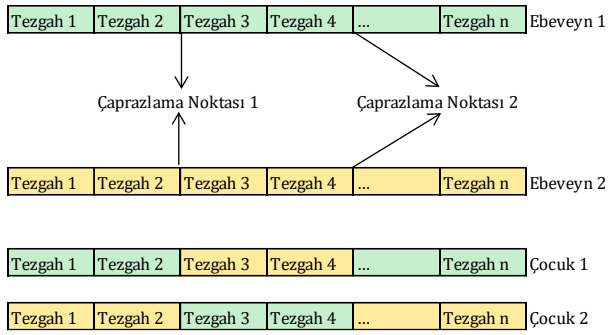 Tezgah 1 Tezgah 2 Tezgah 3 Tezgah 4 ... Tezgah n Ebeveyn 1
Çaprazlama Noktası 1 Çaprazlama Noktası 2
Tezgah 1 Tezgah 2 Tezgah 3 Tezgah 4 ... Tezgah n Ebeveyn 2
Tezgah 1 Tezgah 2 Tezgah 3 Tezgah 4 ... Tezgah n Çocuk 1
Tezgah 1 Tezgah 2 Tezgah 3 Tezgah 4 ... Tezgah n Çocuk 2